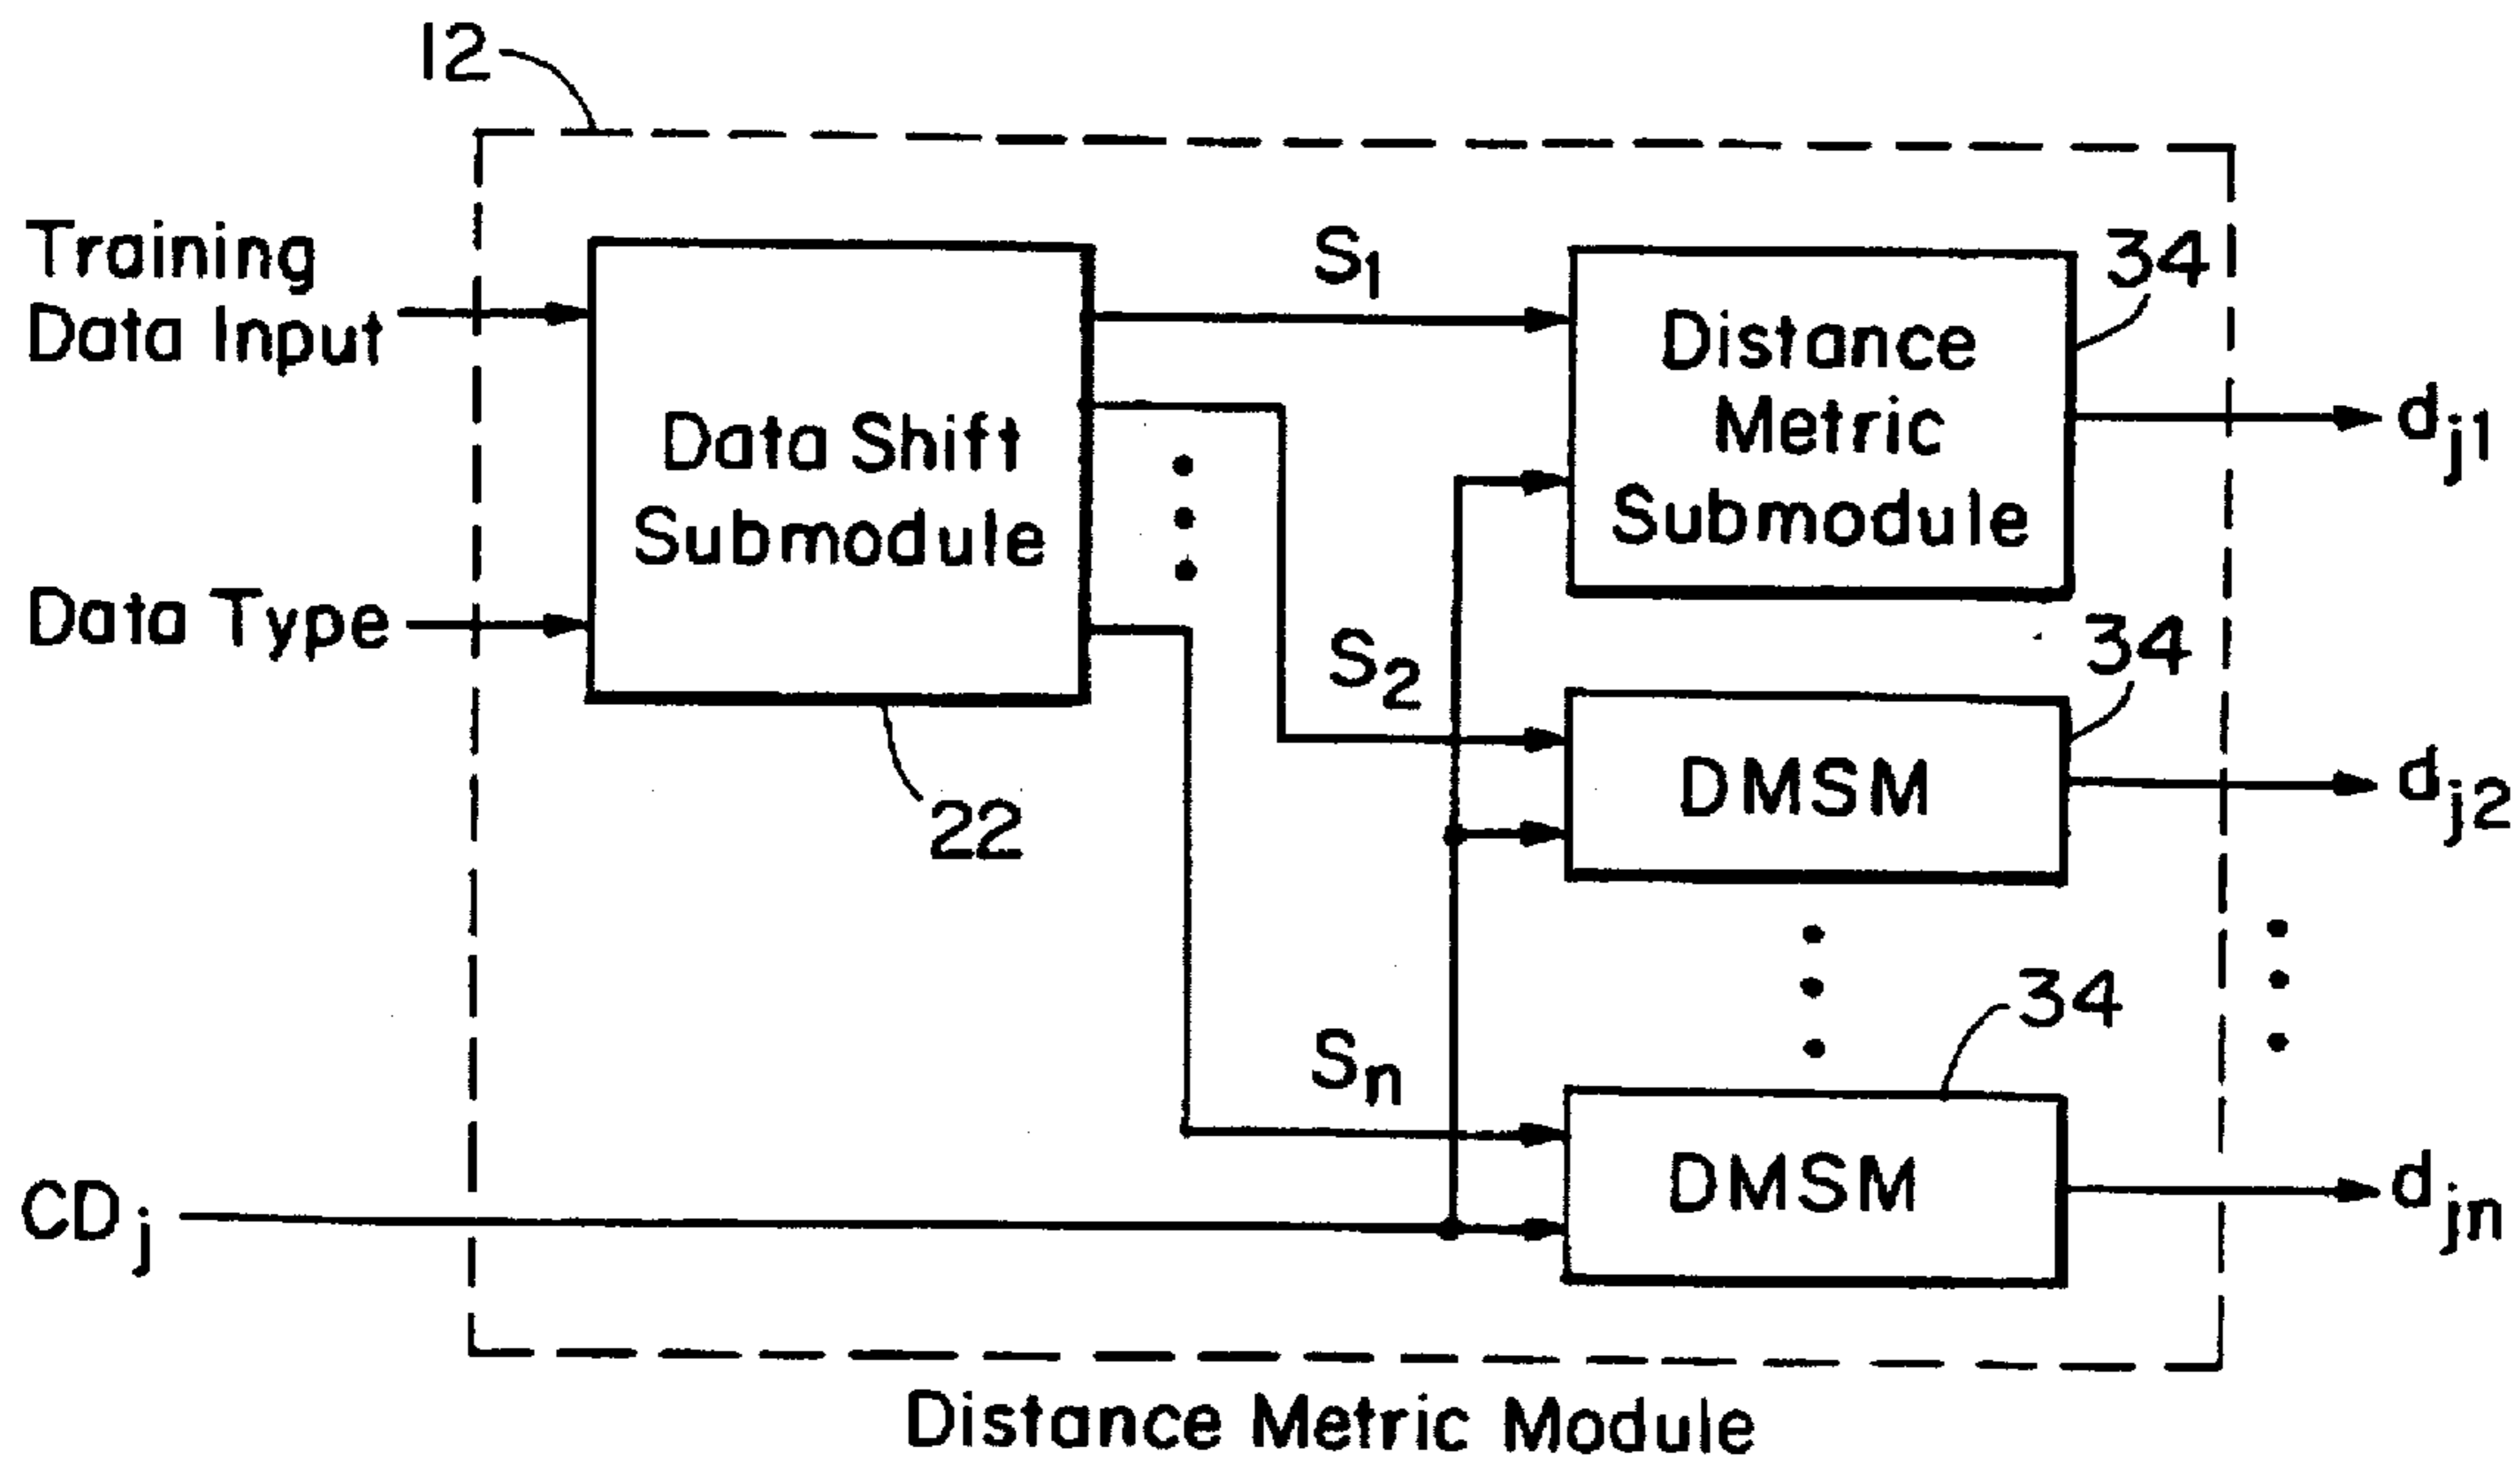 12
Training
Data Input
Data Type
CDj
Data Shift
Submodule
22
S1
S2
Sn
Distance
Metric
Submodule
34
DMSM
34
DMSM
34
dj1
dj2
djn
Distance Metric Module